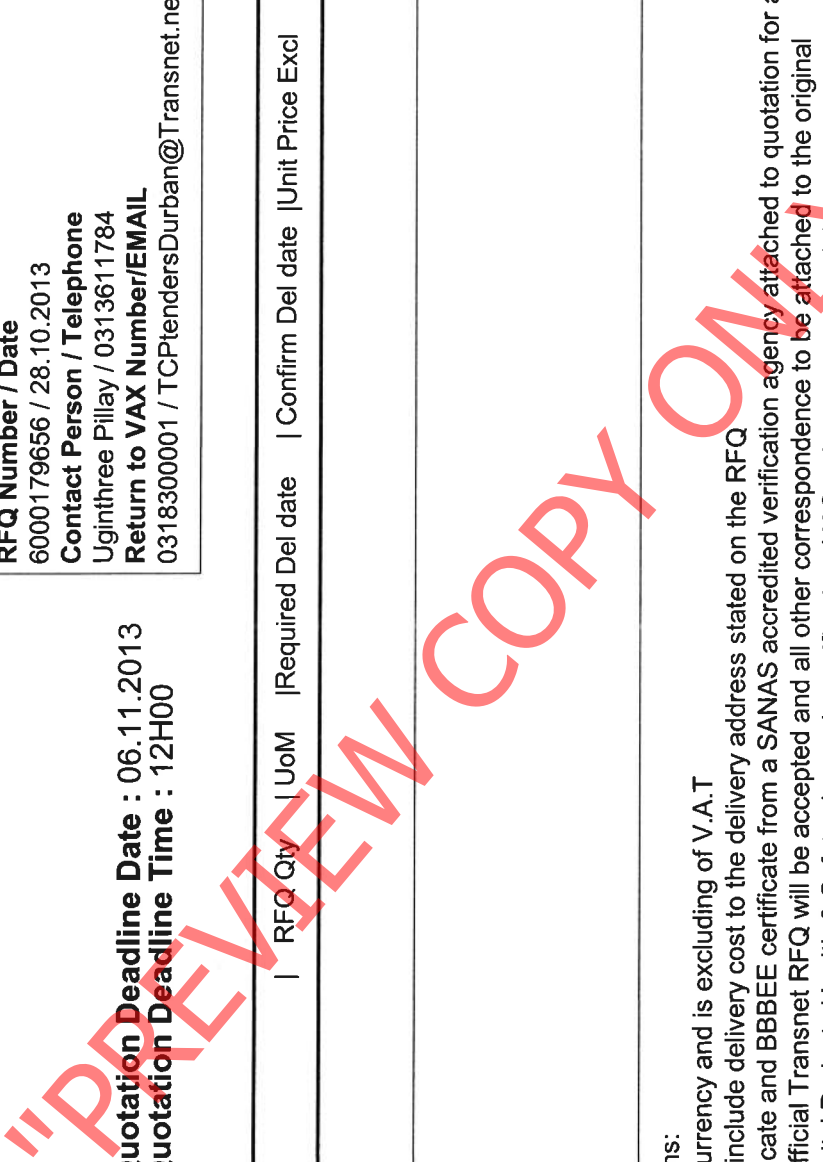 RFQ Number / Date
6000179656 / 28.10.2013
Contact Person / Telephone
Uginthree Pillay / 0313611784
Return to VAX Number/EMAIL
0318300001 / TCPtendersDurban@Transnet.ne
uotation Deadline Date : 06.11.2013
uotation Deadline Time : 12H00
| RFQ Qty | UoM |Required Del date | Confirm Del date |Unit Price Excl
ns:
urrency and is excluding of V.A.T
include delivery cost to the delivery address stated on the RFQ
cate and BBBEE certificate from a SANAS accredited verification agency attached to quotation for a
fficial Transnet RFQ will be accepted and all other correspondence to be attached to the original
"PREVIEW COPY ONLY